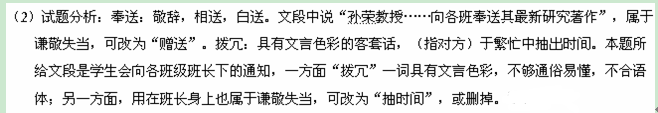 （2）试题分析：奉送：敬辞，相送，白送。文段中说“孙荣教授……向各班奉送其最新研究著作”，属于
谦敬失当，可改为“赠送”。拨冗：具有文言色彩的客套话，（指对方）于繁忙中抽出时间。本题所
给文段是学生会向各班级班长下的通知，一方面“拨冗”一词具有文言色彩，不够通俗易懂，不合语
体；另一方面，用在班长身上也属于谦敬失当，可改为“抽时间”，或删掉。